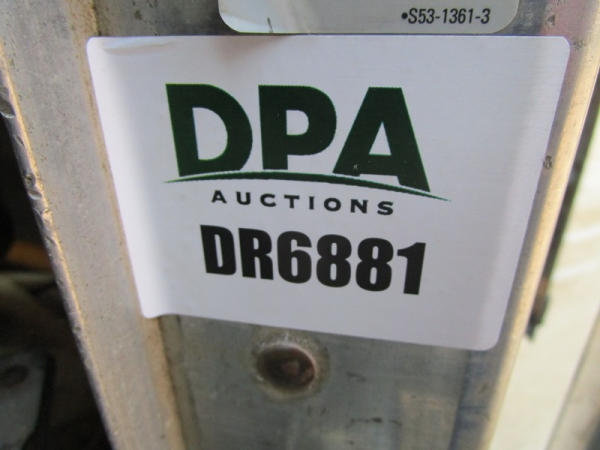 •S53-1361-3
DPA
AUCTIONS
DR6881